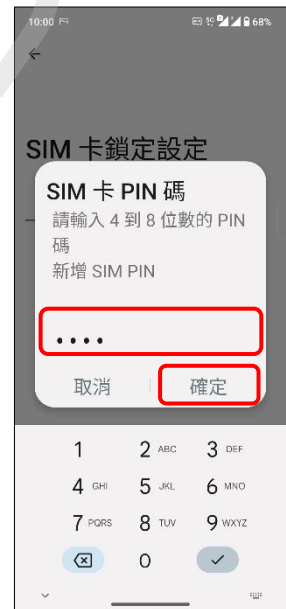 10:00 5G 68%
SIM 卡鎖定設定
SIM 卡 PIN 碼
請輸入 4 到 8 位數的 PIN
碼
新增 SIM PIN
••••
取消 確定
1 2 ABC 3 DEF
4 GHI 5 JKL 6 MNO
7 PQRS 8 TUV 9 WXYZ
0